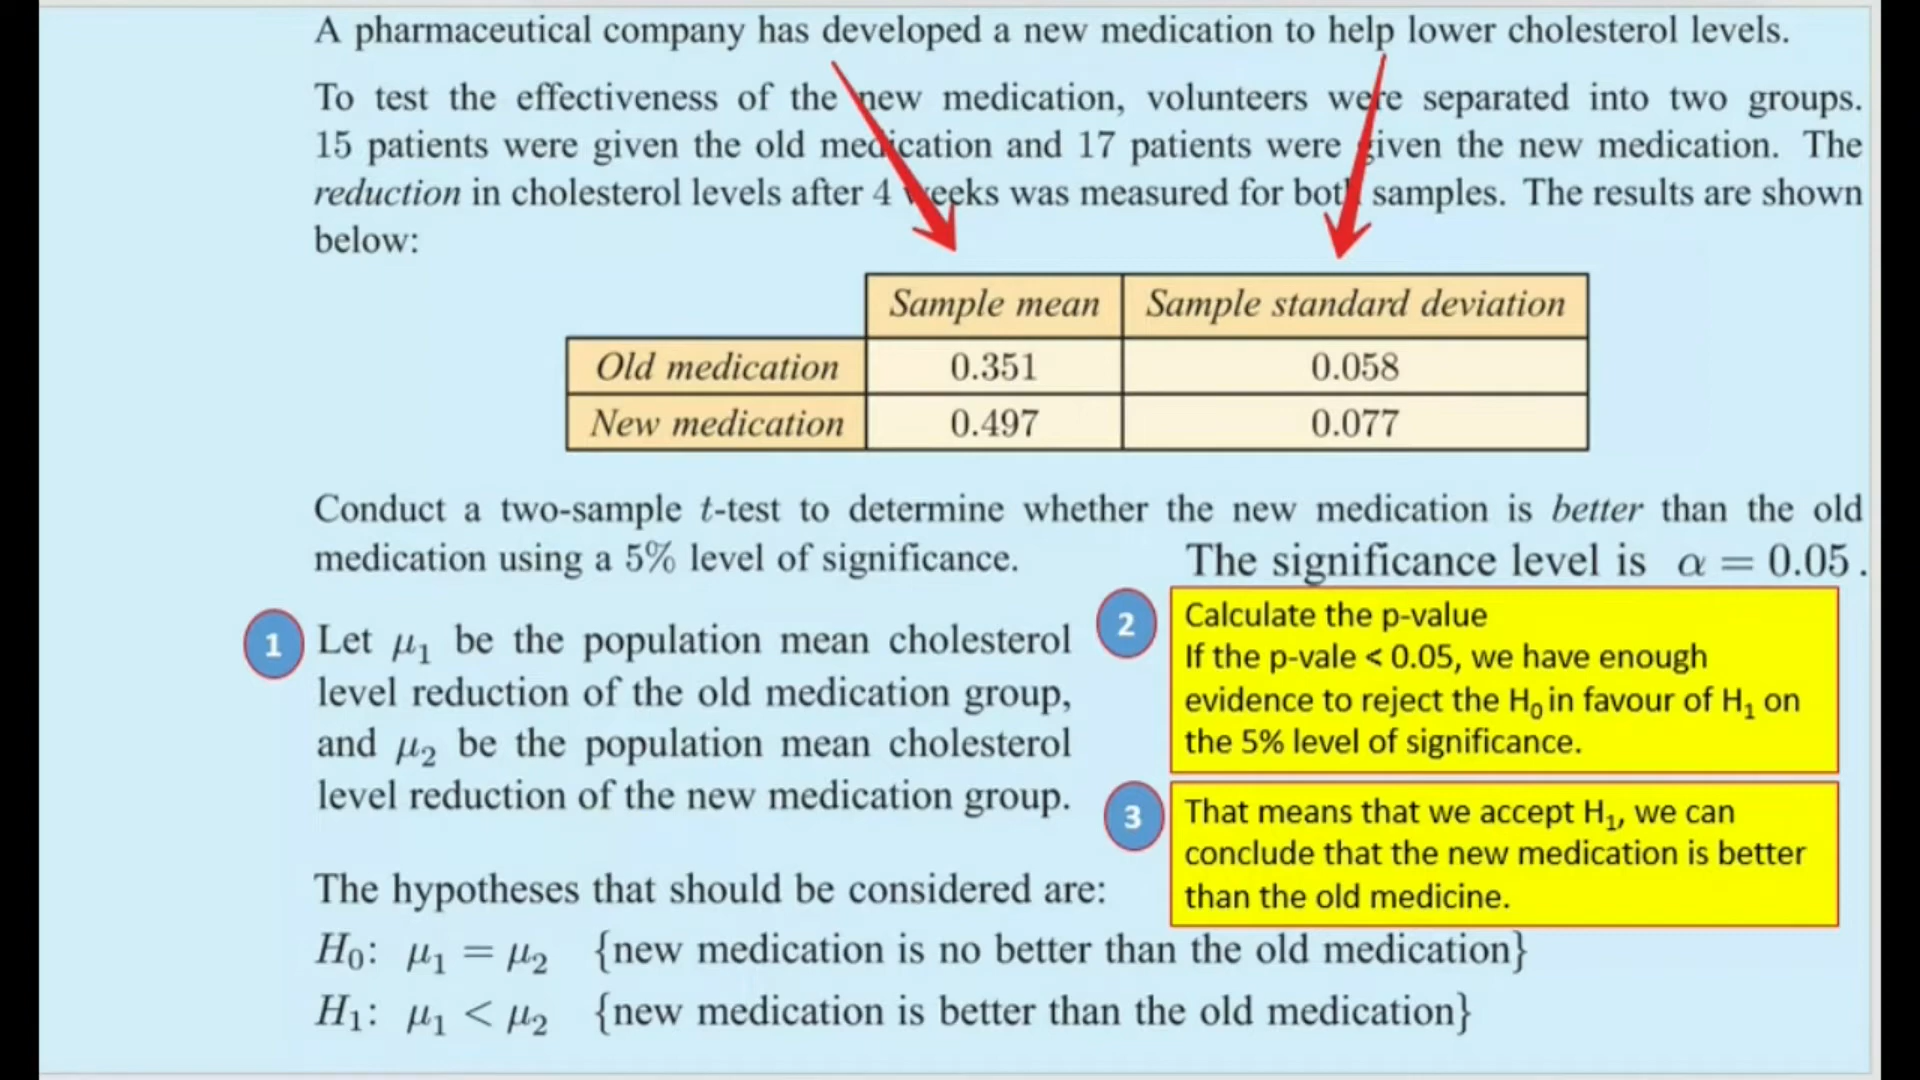 A pharmaceutical company has developed a new medication to help lower cholesterol levels.
To test the effectiveness of the new medication, volunteers were separated into two groups.
15 patients were given the old medication and 17 patients were given the new medication. The
reduction in cholesterol levels after 4 weeks was measured for both samples. The results are shown
below:
Sample mean Sample standard deviation
Old medication 0.351 0.058
New medication 0.497 0.077
Conduct a two-sample t-test to determine whether the new medication is better than the old
medication using a 5% level of significance.
The significance level is α = 0.05.
1
Let μ₁ be the population mean cholesterol
level reduction of the old medication group,
and μ₂ be the population mean cholesterol
level reduction of the new medication group.
The hypotheses that should be considered are:
H₀: μ₁ = μ₂ {new medication is no better than the old medication}
H₁: μ₁ < μ₂ {new medication is better than the old medication}
2
Calculate the p-value
If the p-vale < 0.05, we have enough
evidence to reject the H₀ in favour of H₁ on
the 5% level of significance.
3
That means that we accept H₁, we can
conclude that the new medication is better
than the old medicine.